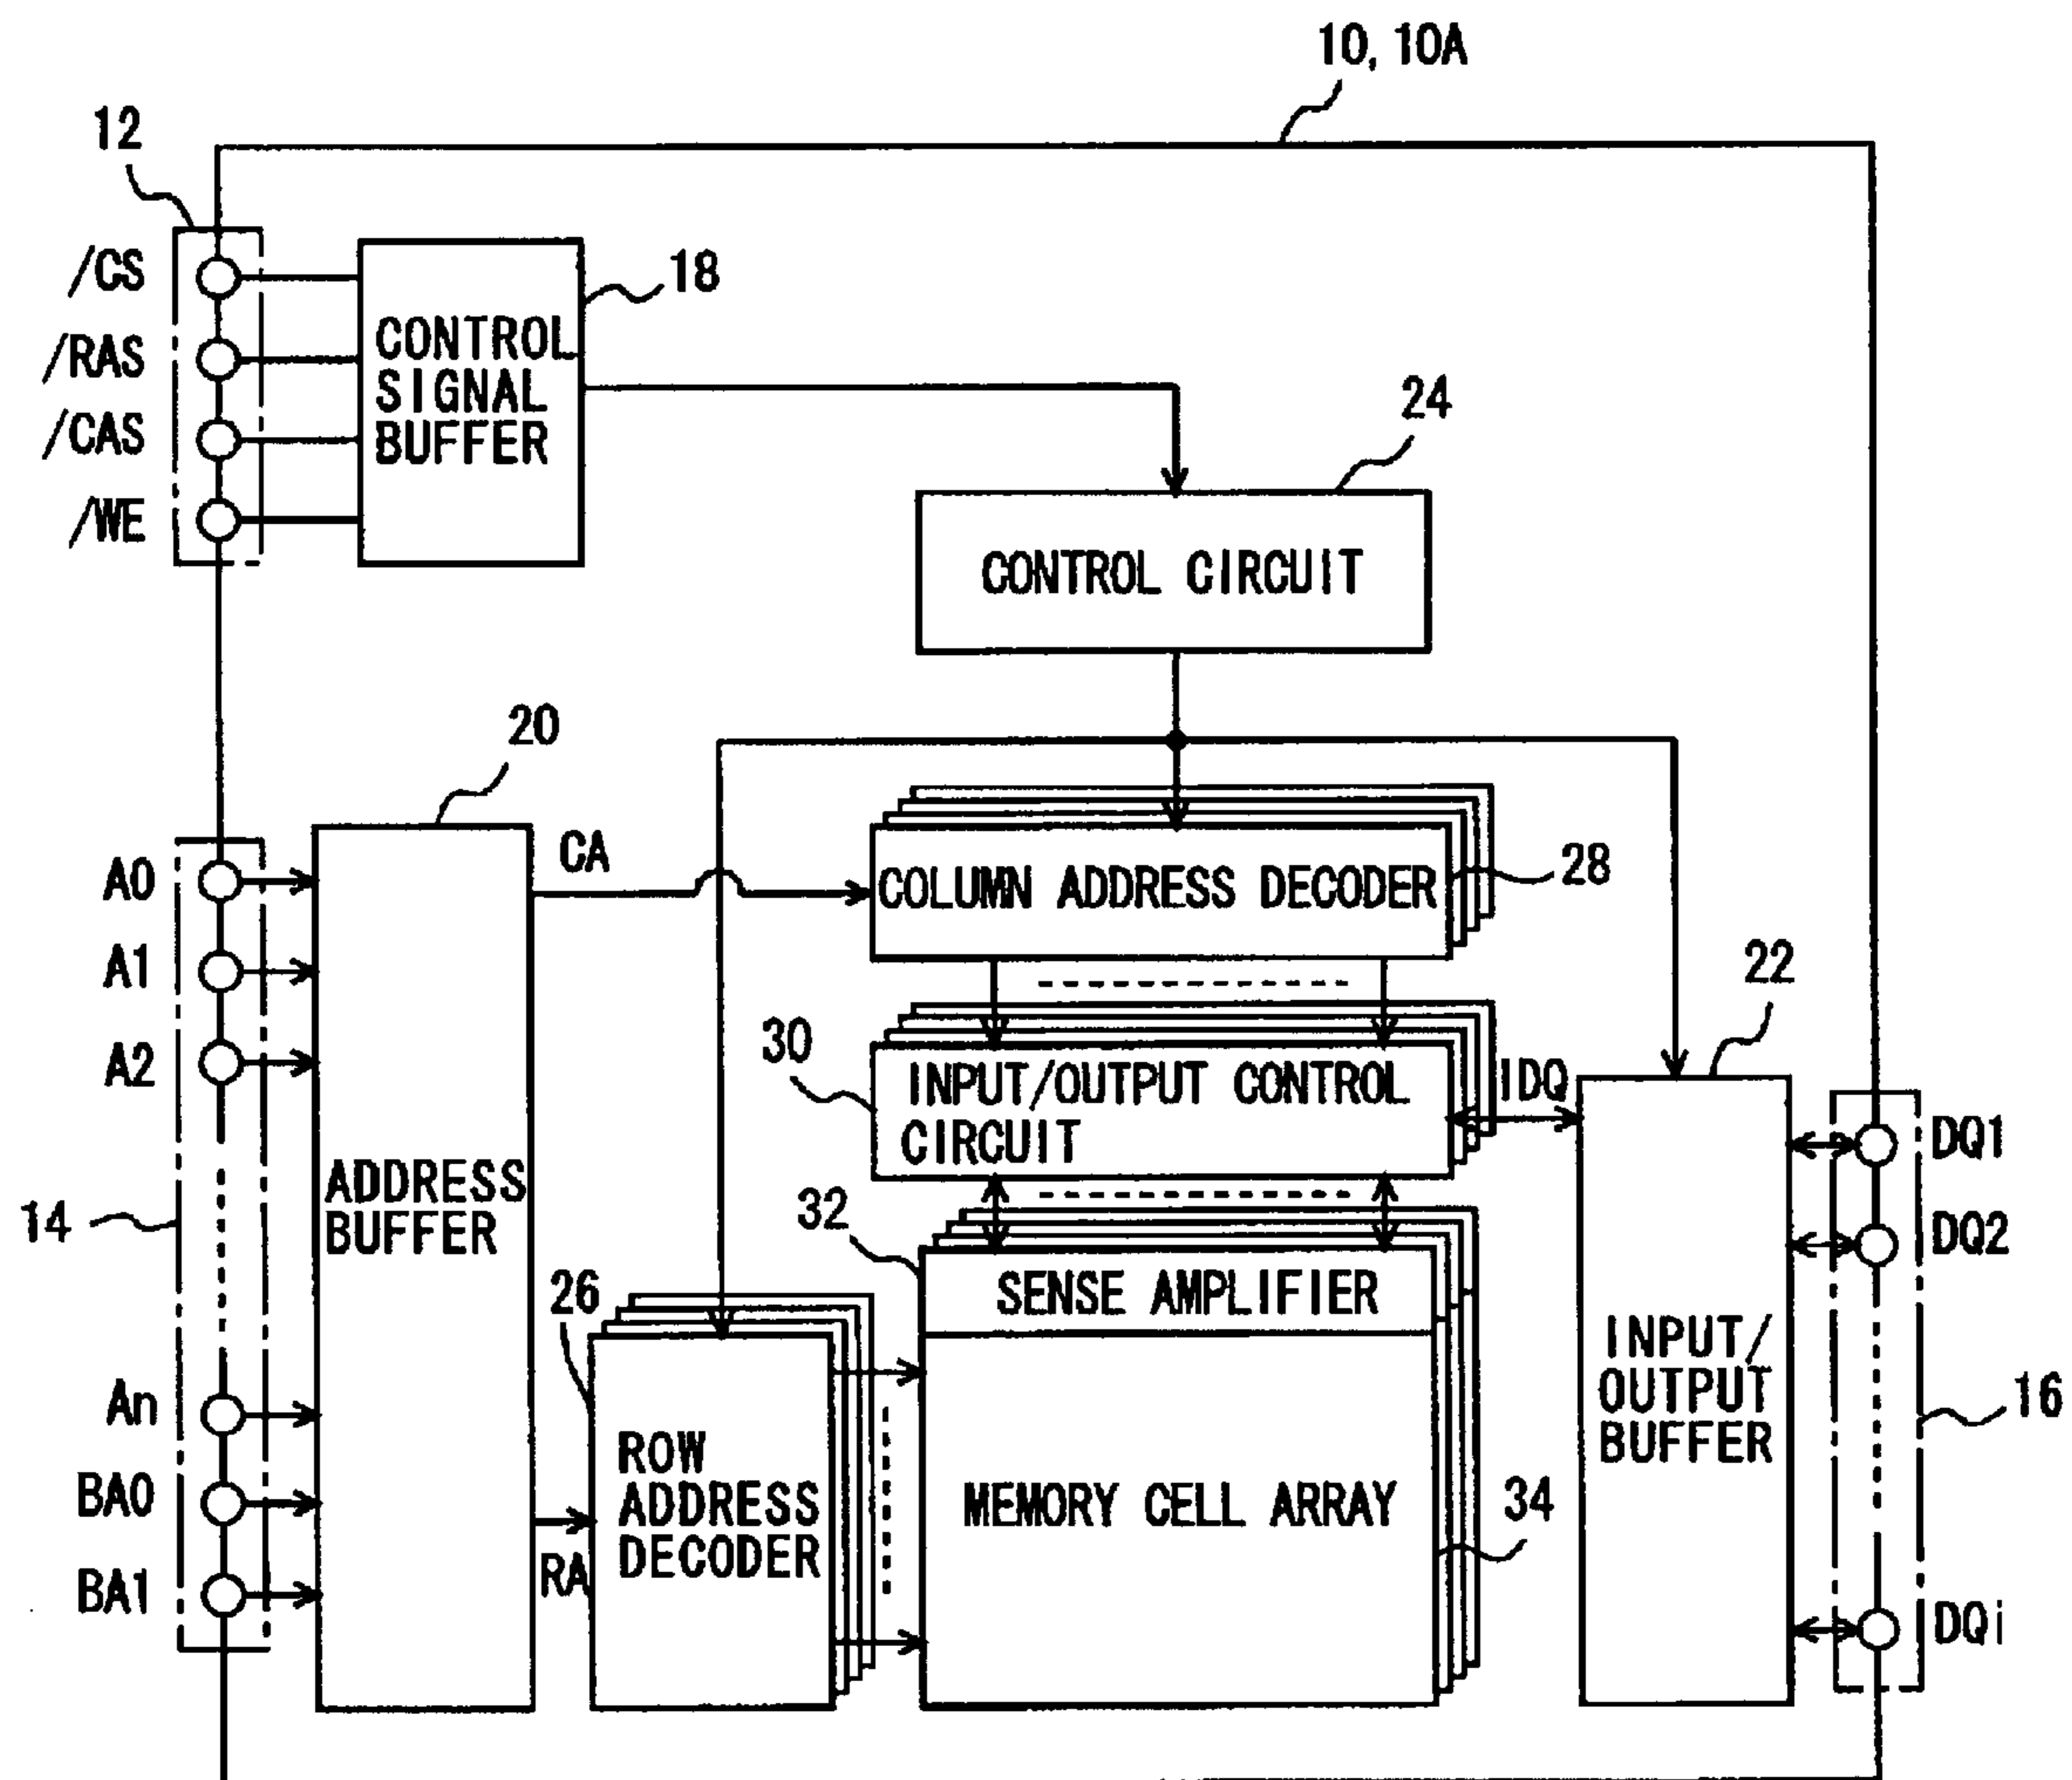 10, 10A
12
/CS
/RAS
/CAS
/WE
CONTROL
SIGNAL
BUFFER
18
24
CONTROL CIRCUIT
20
A0
A1
A2
An
BA0
BA1
14
ADDRESS
BUFFER
CA
RA
COLUMN ADDRESS DECODER
28
30
INPUT/OUTPUT CONTROL
CIRCUIT
IDQ
22
32
SENSE AMPLIFIER
26
ROW
ADDRESS
DECODER
MEMORY CELL ARRAY
34
INPUT/
OUTPUT
BUFFER
DQ1
DQ2
DQi
16